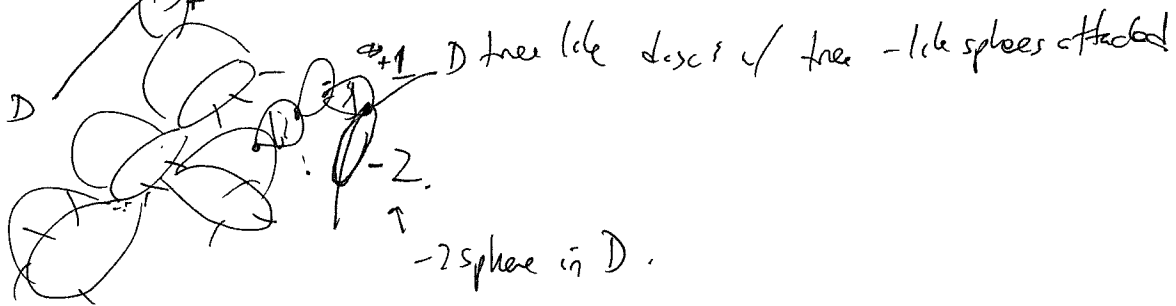 +1 D tree like discs w/ tree -like spheres attached
D
-2.
-2 sphere in D.